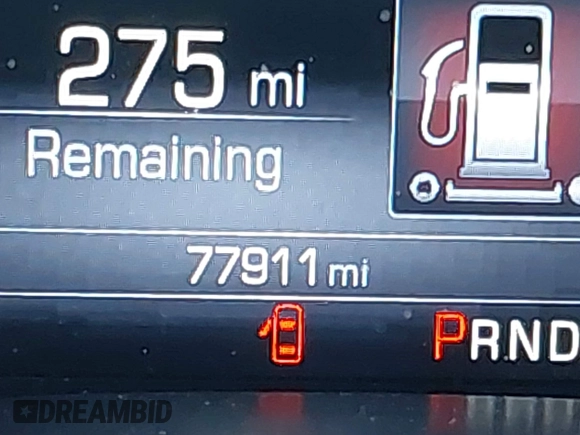 275 mi
Remaining
77911 mi
PRND
DREAMBID